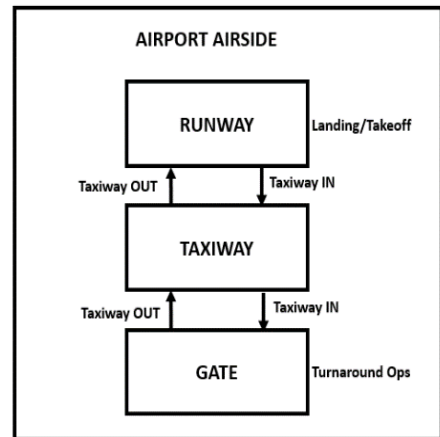 AIRPORT AIRSIDE
RUNWAY
Landing/Takeoff
Taxiway OUT
Taxiway IN
TAXIWAY
Taxiway OUT
Taxiway IN
GATE
Turnaround Ops